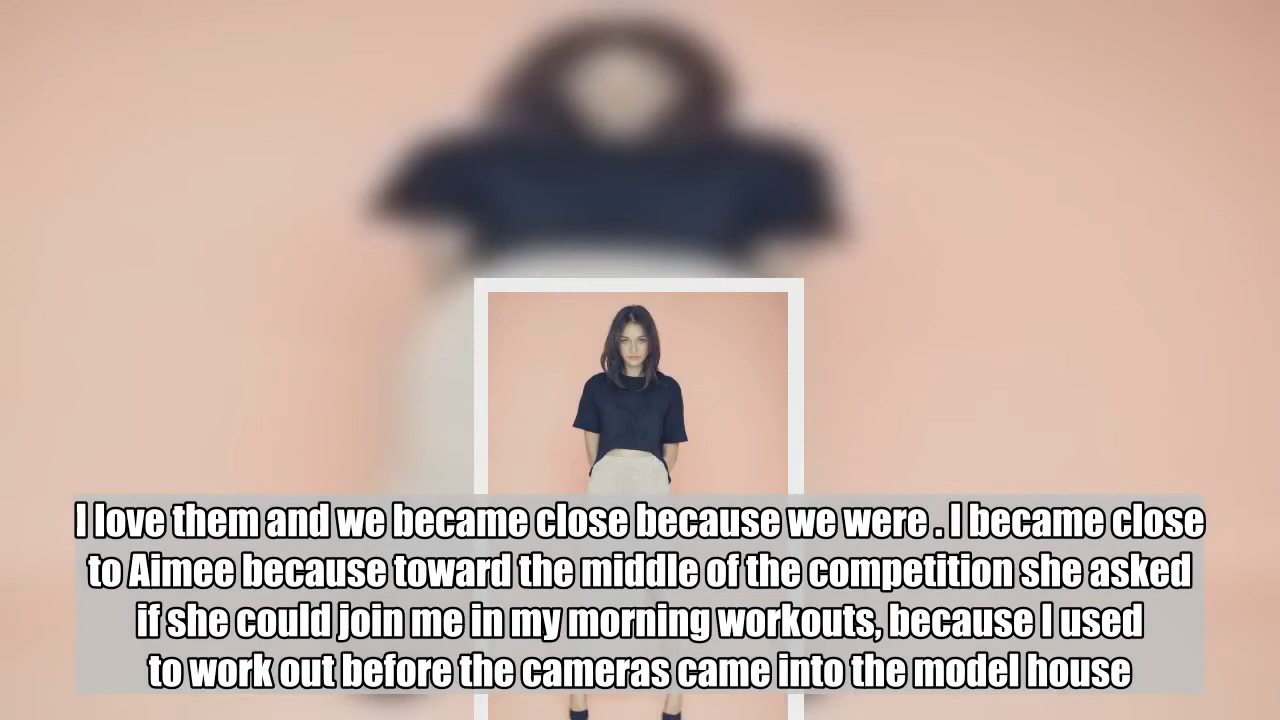 I love them and we became close because we were . I became close
to Aimee because toward the middle of the competition she asked
if she could join me in my morning workouts, because I used
to work out before the cameras came into the model house